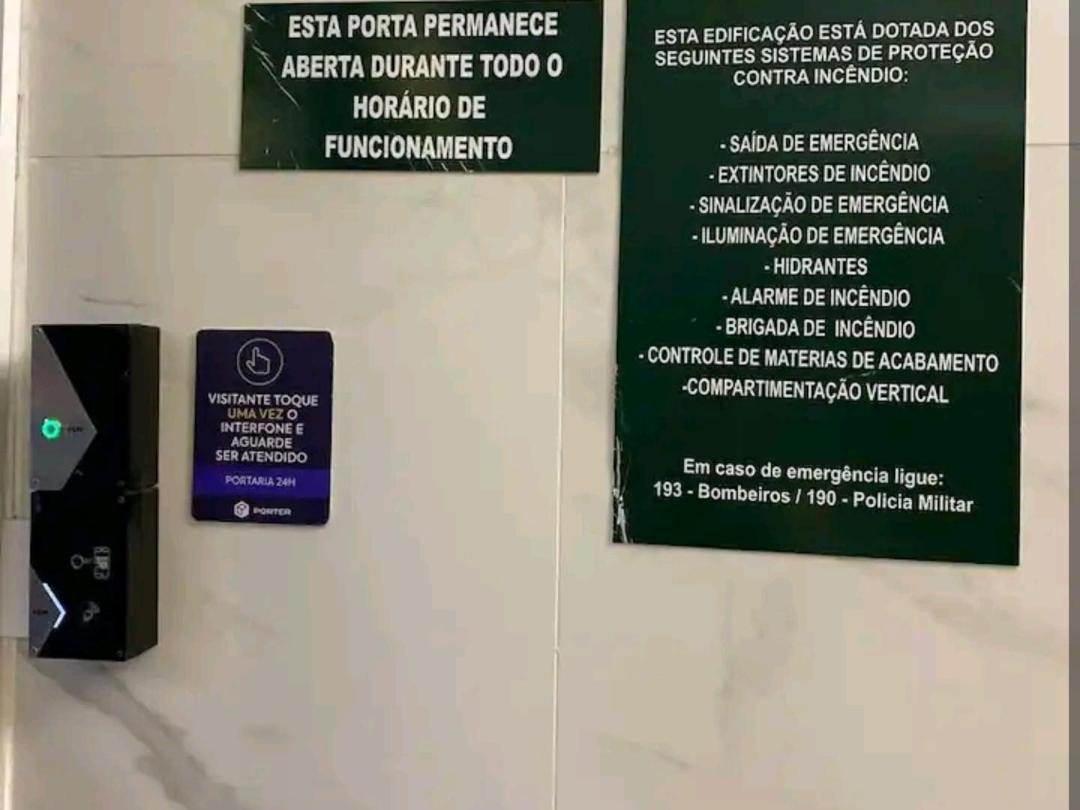 ESTA PORTA PERMANECE
ABERTA DURANTE TODO O
HORÁRIO DE
FUNCIONAMENTO
ESTA EDIFICAÇÃO ESTÁ DOTADA DOS
SEGUINTES SISTEMAS DE PROTEÇÃO
CONTRA INCÊNDIO:
- SAÍDA DE EMERGÊNCIA
- EXTINTORES DE INCÊNDIO
- SINALIZAÇÃO DE EMERGÊNCIA
- ILUMINAÇÃO DE EMERGÊNCIA
- HIDRANTES
- ALARME DE INCÊNDIO
- BRIGADA DE INCÊNDIO
- CONTROLE DE MATERIAS DE ACABAMENTO
-COMPARTIMENTAÇÃO VERTICAL
Em caso de emergência ligue:
193 - Bombeiros / 190 - Policia Militar
VISITANTE TOQUE
UMA VEZ O
INTERFONE E
AGUARDE
SER ATENDIDO
PORTARIA 24H
PORTER